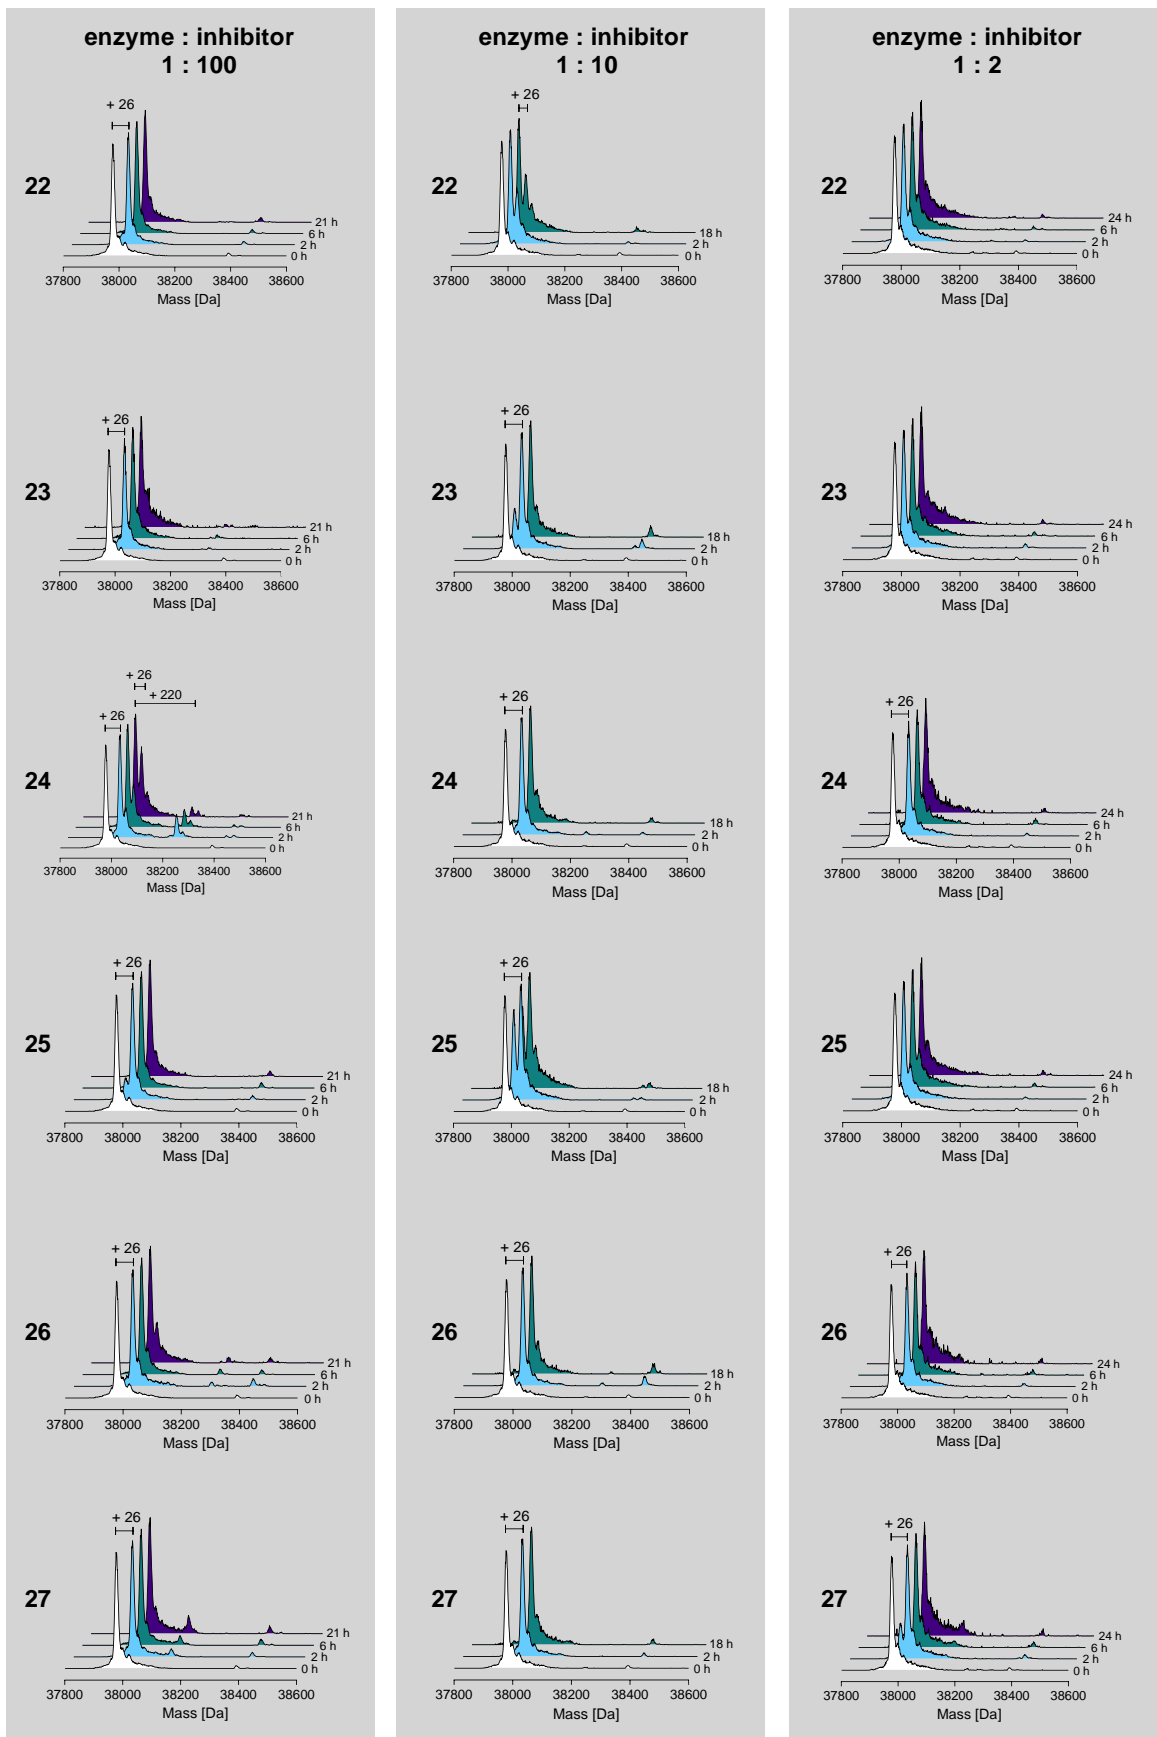 enzyme : inhibitor
1 : 100
enzyme : inhibitor
1 : 10
enzyme : inhibitor
1 : 2
22
+ 26
21 h
6 h
2 h
0 h
37800 38000 38200 38400 38600
Mass [Da]
22
+ 26
18 h
2 h
0 h
37800 38000 38200 38400 38600
Mass [Da]
22
24 h
6 h
2 h
0 h
37800 38000 38200 38400 38600
Mass [Da]
23
+ 26
21 h
6 h
2 h
0 h
37800 38000 38200 38400 38600
Mass [Da]
23
+ 26
18 h
2 h
0 h
37800 38000 38200 38400 38600
Mass [Da]
23
24 h
6 h
2 h
0 h
37800 38000 38200 38400 38600
Mass [Da]
24
+ 26
+ 220
+ 26
21 h
6 h
2 h
0 h
37800 38000 38200 38400 38600
Mass [Da]
24
+ 26
18 h
2 h
0 h
37800 38000 38200 38400 38600
Mass [Da]
24
+ 26
24 h
6 h
2 h
0 h
37800 38000 38200 38400 38600
Mass [Da]
25
+ 26
21 h
6 h
2 h
0 h
37800 38000 38200 38400 38600
Mass [Da]
25
+ 26
18 h
2 h
0 h
37800 38000 38200 38400 38600
Mass [Da]
25
24 h
6 h
2 h
0 h
37800 38000 38200 38400 38600
Mass [Da]
26
+ 26
21 h
6 h
2 h
0 h
37800 38000 38200 38400 38600
Mass [Da]
26
+ 26
18 h
2 h
0 h
37800 38000 38200 38400 38600
Mass [Da]
26
+ 26
24 h
6 h
2 h
0 h
37800 38000 38200 38400 38600
Mass [Da]
27
+ 26
21 h
6 h
2 h
0 h
37800 38000 38200 38400 38600
Mass [Da]
27
+ 26
18 h
2 h
0 h
37800 38000 38200 38400 38600
Mass [Da]
27
+ 26
24 h
6 h
2 h
0 h
37800 38000 38200 38400 38600
Mass [Da]